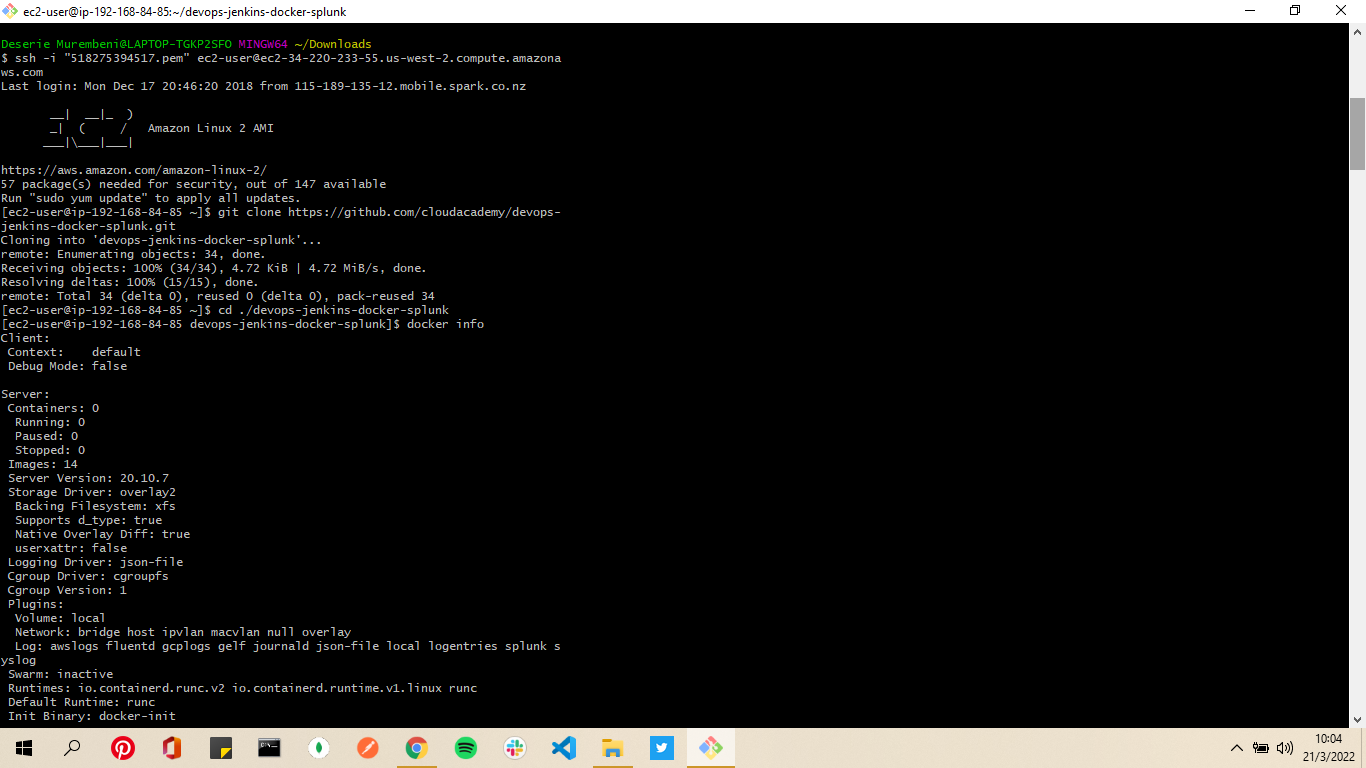 ec2-user@ip-192-168-84-85:~/devops-jenkins-docker-splunk
Deserie Murembeni@LAPTOP-TGKP2SFO MINGW64 ~/Downloads
$ ssh -i "518275394517.pem" ec2-user@ec2-34-220-233-55.us-west-2.compute.amazona
ws.com
Last login: Mon Dec 17 20:46:20 2018 from 115-189-135-12.mobile.spark.co.nz
__|  __|_  )
_|  (     /   Amazon Linux 2 AMI
___|\___|___|
https://aws.amazon.com/amazon-linux-2/
57 package(s) needed for security, out of 147 available
Run "sudo yum update" to apply all updates.
[ec2-user@ip-192-168-84-85 ~]$ git clone https://github.com/cloudacademy/devops-
jenkins-docker-splunk.git
Cloning into 'devops-jenkins-docker-splunk'...
remote: Enumerating objects: 34, done.
Receiving objects: 100% (34/34), 4.72 KiB | 4.72 MiB/s, done.
Resolving deltas: 100% (15/15), done.
remote: Total 34 (delta 0), reused 0 (delta 0), pack-reused 34
[ec2-user@ip-192-168-84-85 ~]$ cd ./devops-jenkins-docker-splunk
[ec2-user@ip-192-168-84-85 devops-jenkins-docker-splunk]$ docker info
Client:
Context:    default
Debug Mode: false
Server:
Containers: 0
Running: 0
Paused: 0
Stopped: 0
Images: 14
Server Version: 20.10.7
Storage Driver: overlay2
Backing Filesystem: xfs
Supports d_type: true
Native Overlay Diff: true
userxattr: false
Logging Driver: json-file
Cgroup Driver: cgroupfs
Cgroup Version: 1
Plugins:
Volume: local
Network: bridge host ipvlan macvlan null overlay
Log: awslogs fluentd gcplogs gelf journald json-file local logentries splunk s
yslog
Swarm: inactive
Runtimes: io.containerd.runc.v2 io.containerd.runtime.v1.linux runc
Default Runtime: runc
Init Binary: docker-init
10:04
21/3/2022